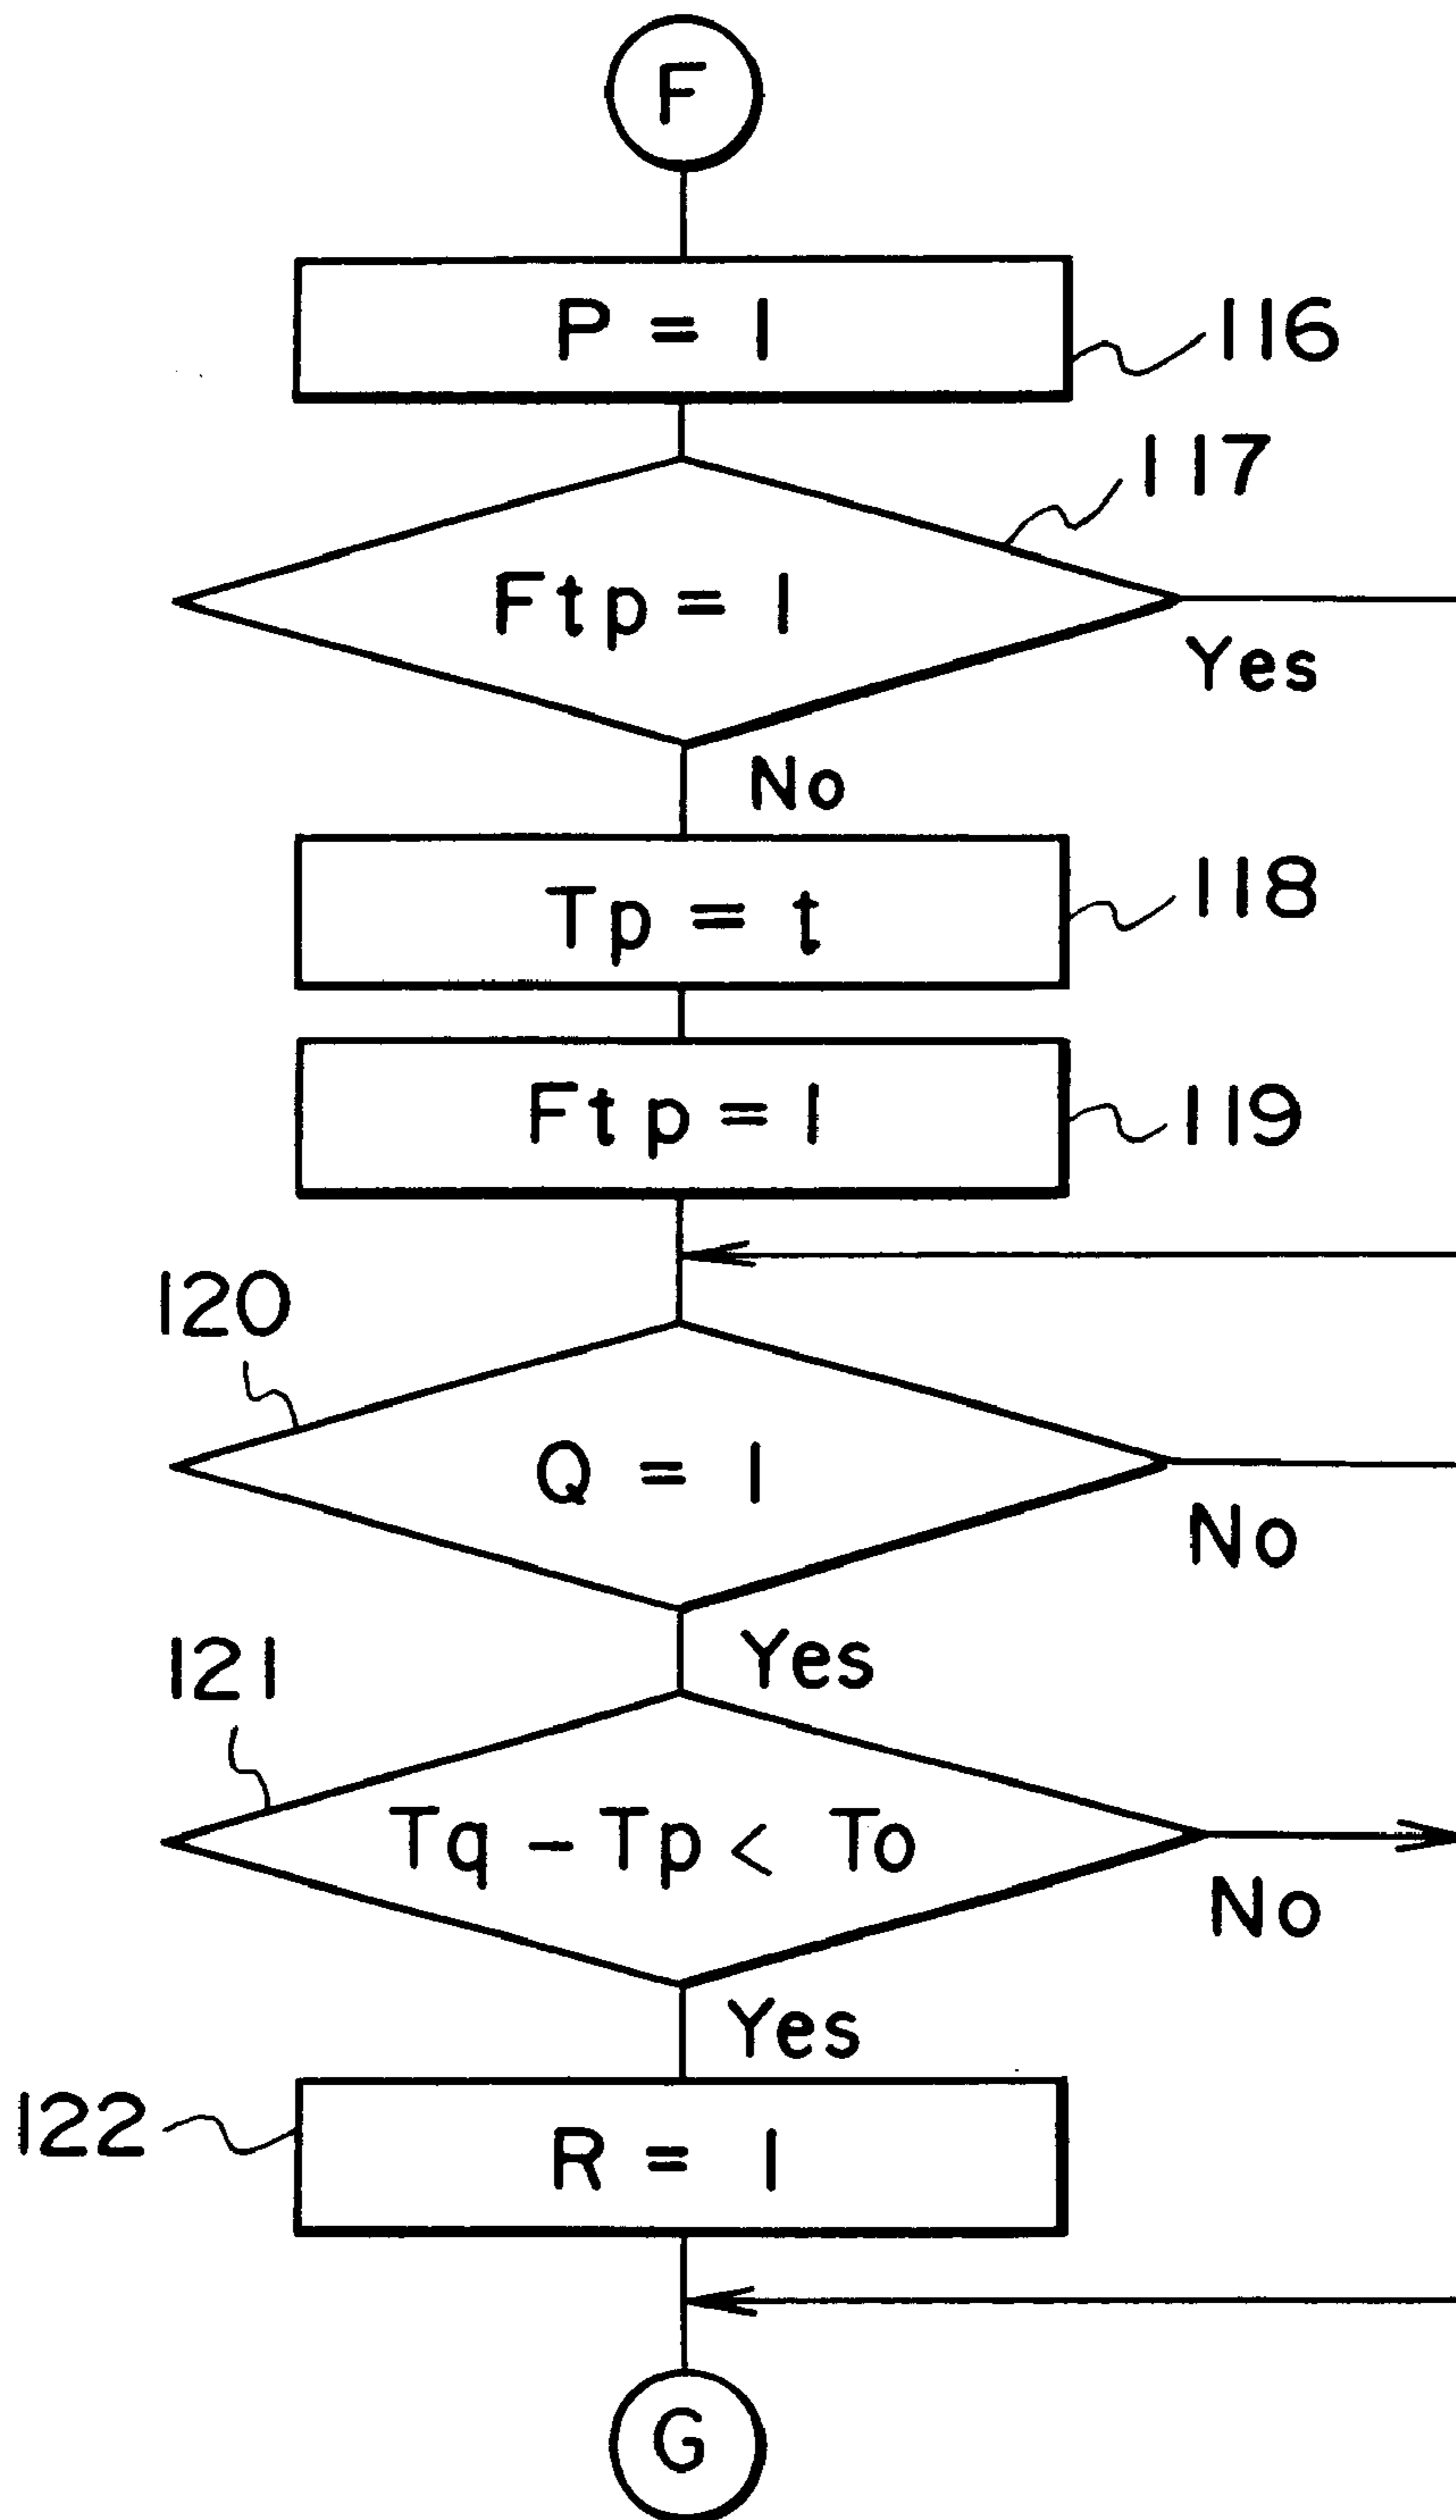 F
P = 1
116
117
Ftp = 1
Yes
No
Tp = t
118
Ftp = 1
119
120
Q = 1
No
Yes
121
Tq - Tp < To
No
Yes
122
R = 1
G